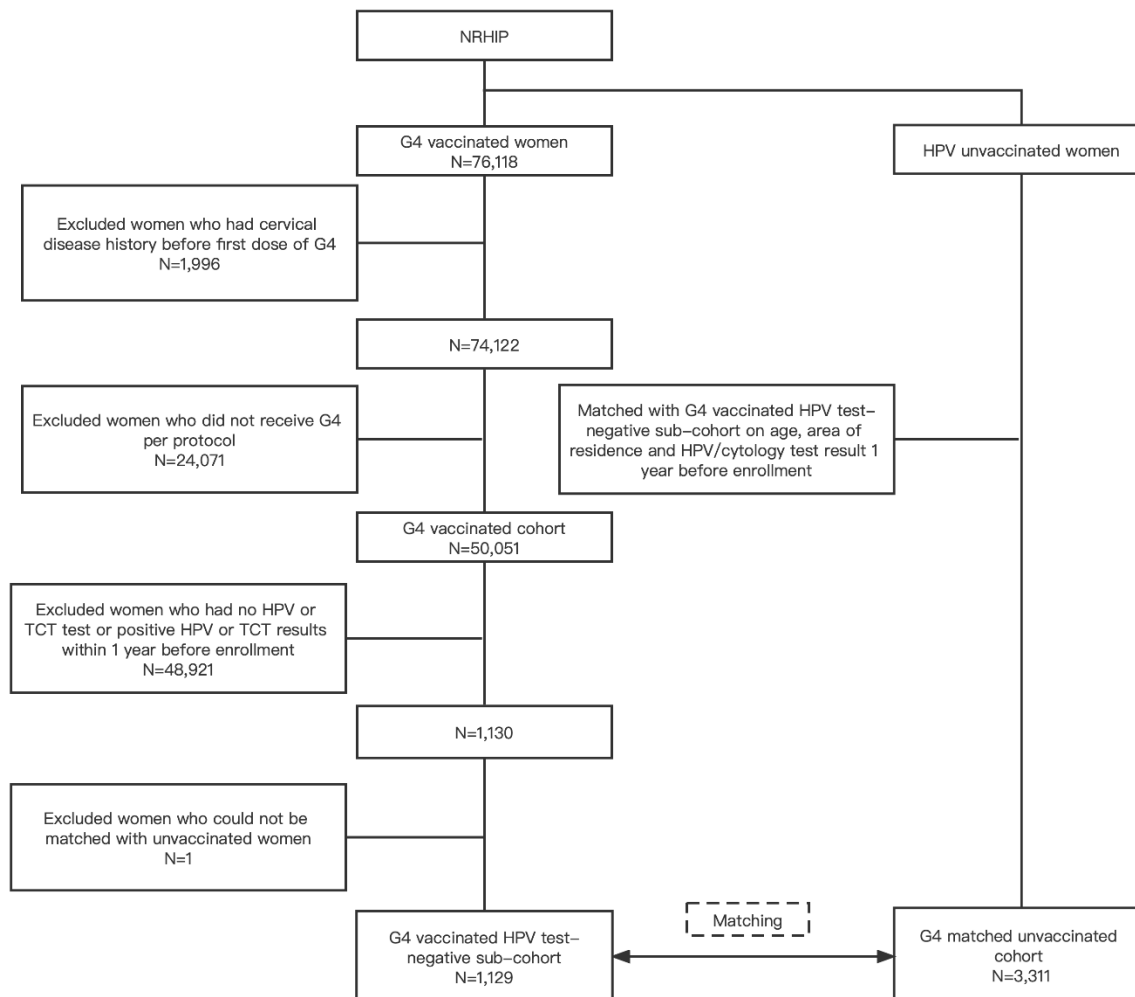 NRHIP
G4 vaccinated women
N=76,118
HPV unvaccinated women
Excluded women who had cervical
disease history before first dose of G4
N=1,996
N=74,122
Excluded women who did not receive G4
per protocol
N=24,071
Matched with G4 vaccinated HPV test-
negative sub-cohort on age, area of
residence and HPV/cytology test result 1
year before enrollment
G4 vaccinated cohort
N=50,051
Excluded women who had no HPV or
TCT test or positive HPV or TCT results
within 1 year before enrollment
N=48,921
N=1,130
Excluded women who could not be
matched with unvaccinated women
N=1
G4 vaccinated HPV test-
negative sub-cohort
N=1,129
Matching
G4 matched unvaccinated
cohort
N=3,311